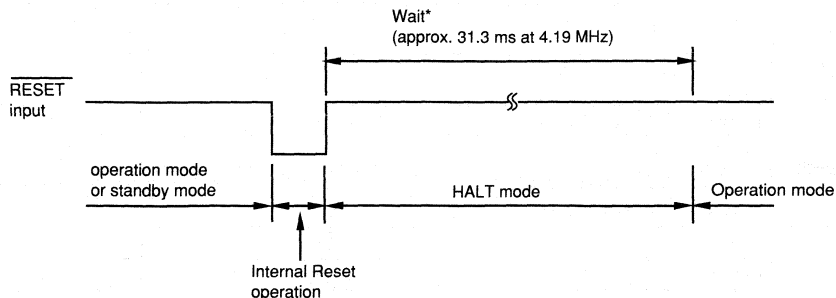 Wait*
(approx. 31.3 ms at 4.19 MHz)
RESET
input
operation mode
or standby mode
HALT mode
Operation mode
Internal Reset
operation